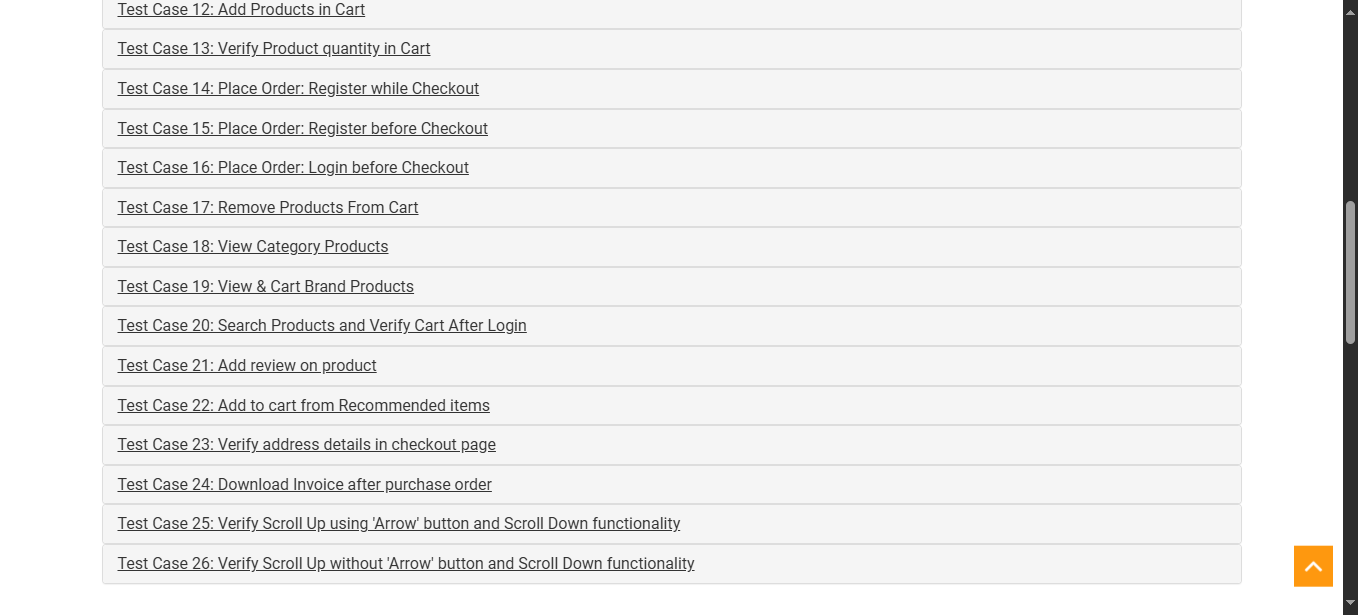 Test Case 12: Add Products in Cart
Test Case 13: Verify Product quantity in Cart
Test Case 14: Place Order: Register while Checkout
Test Case 15: Place Order: Register before Checkout
Test Case 16: Place Order: Login before Checkout
Test Case 17: Remove Products From Cart
Test Case 18: View Category Products
Test Case 19: View & Cart Brand Products
Test Case 20: Search Products and Verify Cart After Login
Test Case 21: Add review on product
Test Case 22: Add to cart from Recommended items
Test Case 23: Verify address details in checkout page
Test Case 24: Download Invoice after purchase order
Test Case 25: Verify Scroll Up using 'Arrow' button and Scroll Down functionality
Test Case 26: Verify Scroll Up without 'Arrow' button and Scroll Down functionality